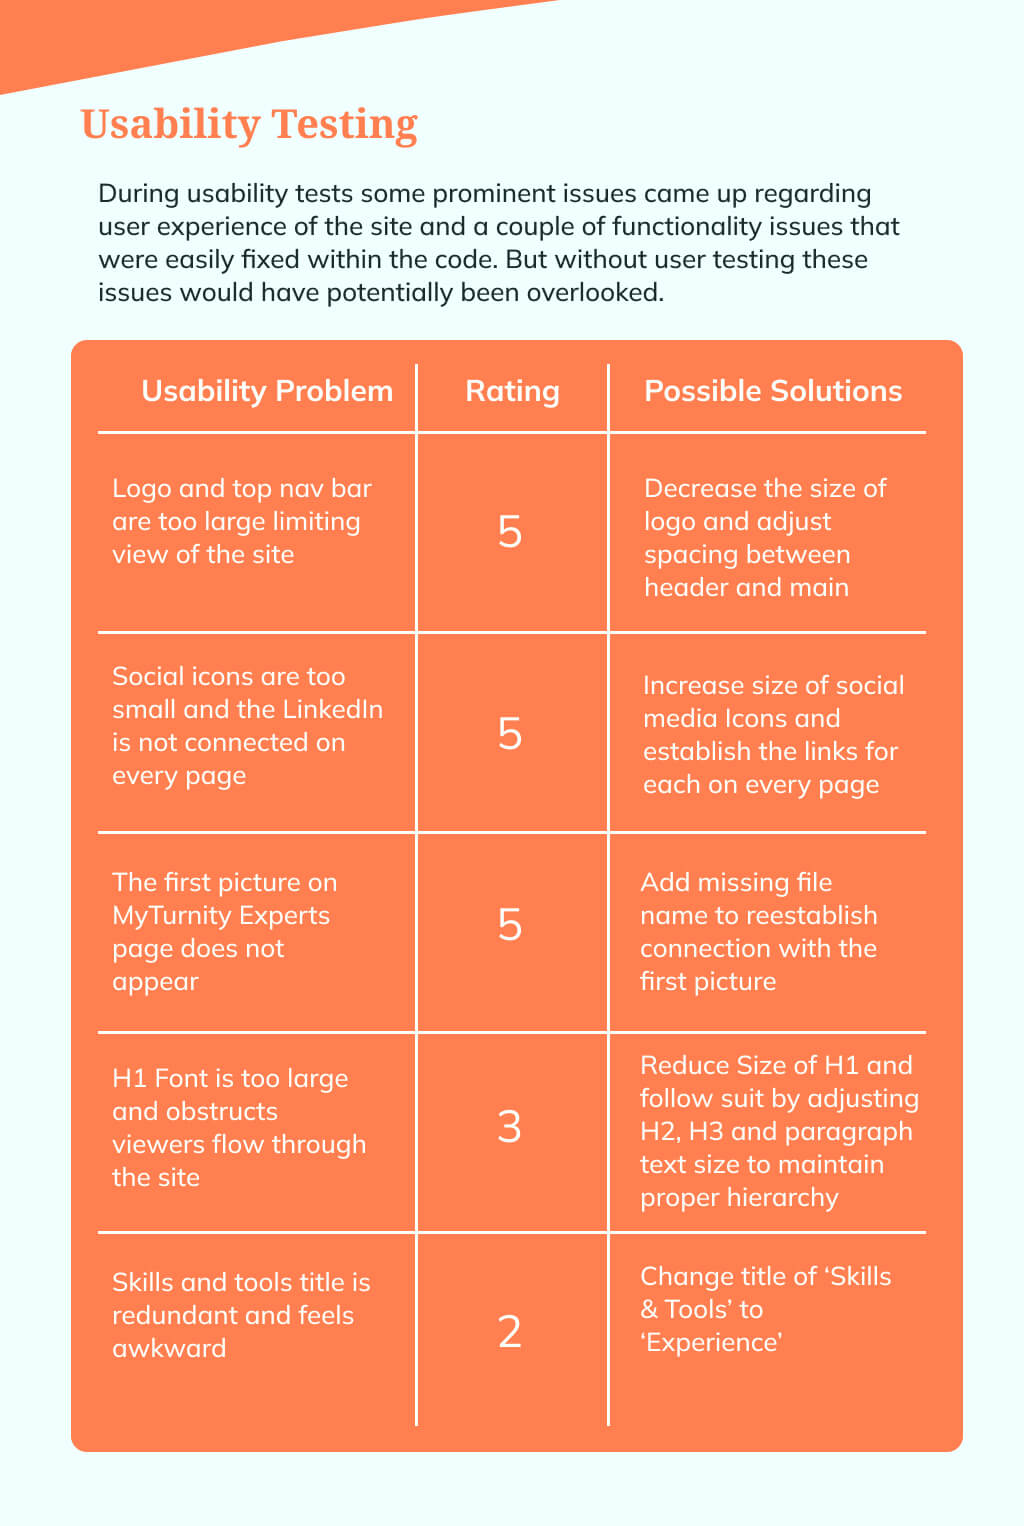 Usability Testing
During usability tests some prominent issues came up regarding
user experience of the site and a couple of functionality issues that
were easily fixed within the code. But without user testing these
issues would have potentially been overlooked.
Usability Problem
Rating
Possible Solutions
Logo and top nav bar
are too large limiting
view of the site
5
Decrease the size of
logo and adjust
spacing between
header and main
Social icons are too
small and the LinkedIn
is not connected on
every page
5
Increase size of social
media Icons and
establish the links for
each on every page
The first picture on
MyTurnity Experts
page does not
appear
5
Add missing file
name to reestablish
connection with the
first picture
H1 Font is too large
and obstructs
viewers flow through
the site
3
Reduce Size of H1 and
follow suit by adjusting
H2, H3 and paragraph
text size to maintain
proper hierarchy
Skills and tools title is
redundant and feels
awkward
2
Change title of ‘Skills
& Tools’ to
‘Experience’